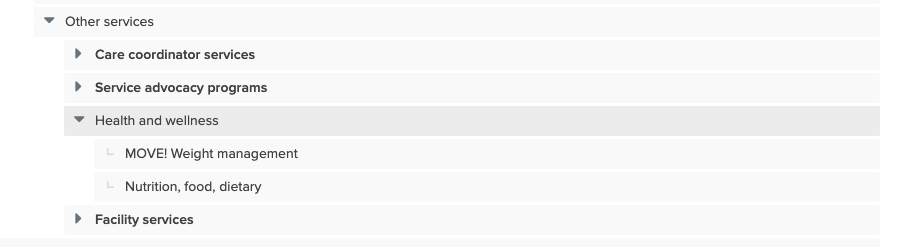 Other services
Care coordinator services
Service advocacy programs
Health and wellness
MOVE! Weight management
Nutrition, food, dietary
Facility services